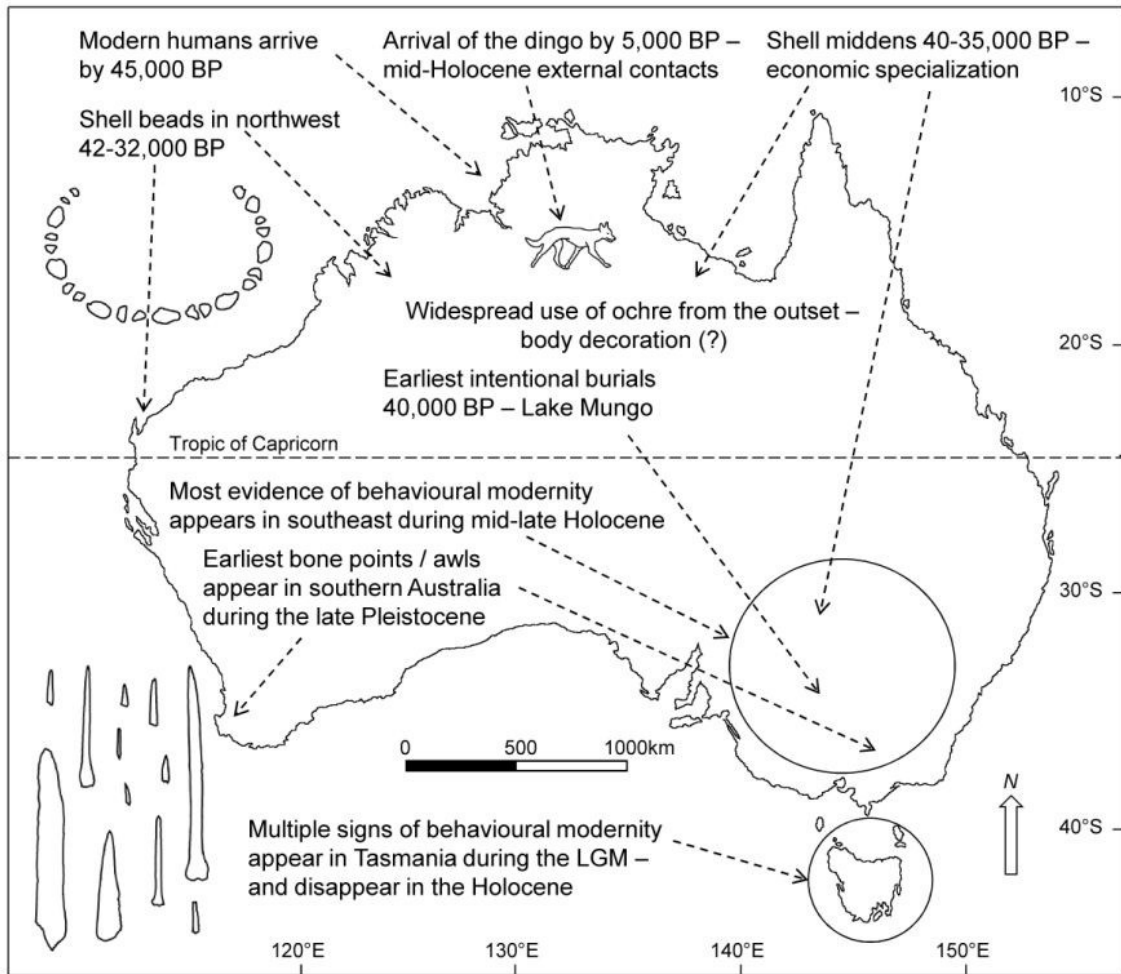 Modern humans arrive
by 45,000 BP
Arrival of the dingo by 5,000 BP –
mid-Holocene external contacts
Shell middens 40-35,000 BP –
economic specialization
10°S
Shell beads in northwest
42-32,000 BP
Widespread use of ochre from the outset –
body decoration (?)
20°S
Earliest intentional burials
40,000 BP – Lake Mungo
Tropic of Capricorn
Most evidence of behavioural modernity
appears in southeast during mid-late Holocene
Earliest bone points / awls
appear in southern Australia
during the late Pleistocene
30°S
0 500 1000km
N
Multiple signs of behavioural modernity
appear in Tasmania during the LGM –
and disappear in the Holocene
40°S
120°E 130°E 140°E 150°E